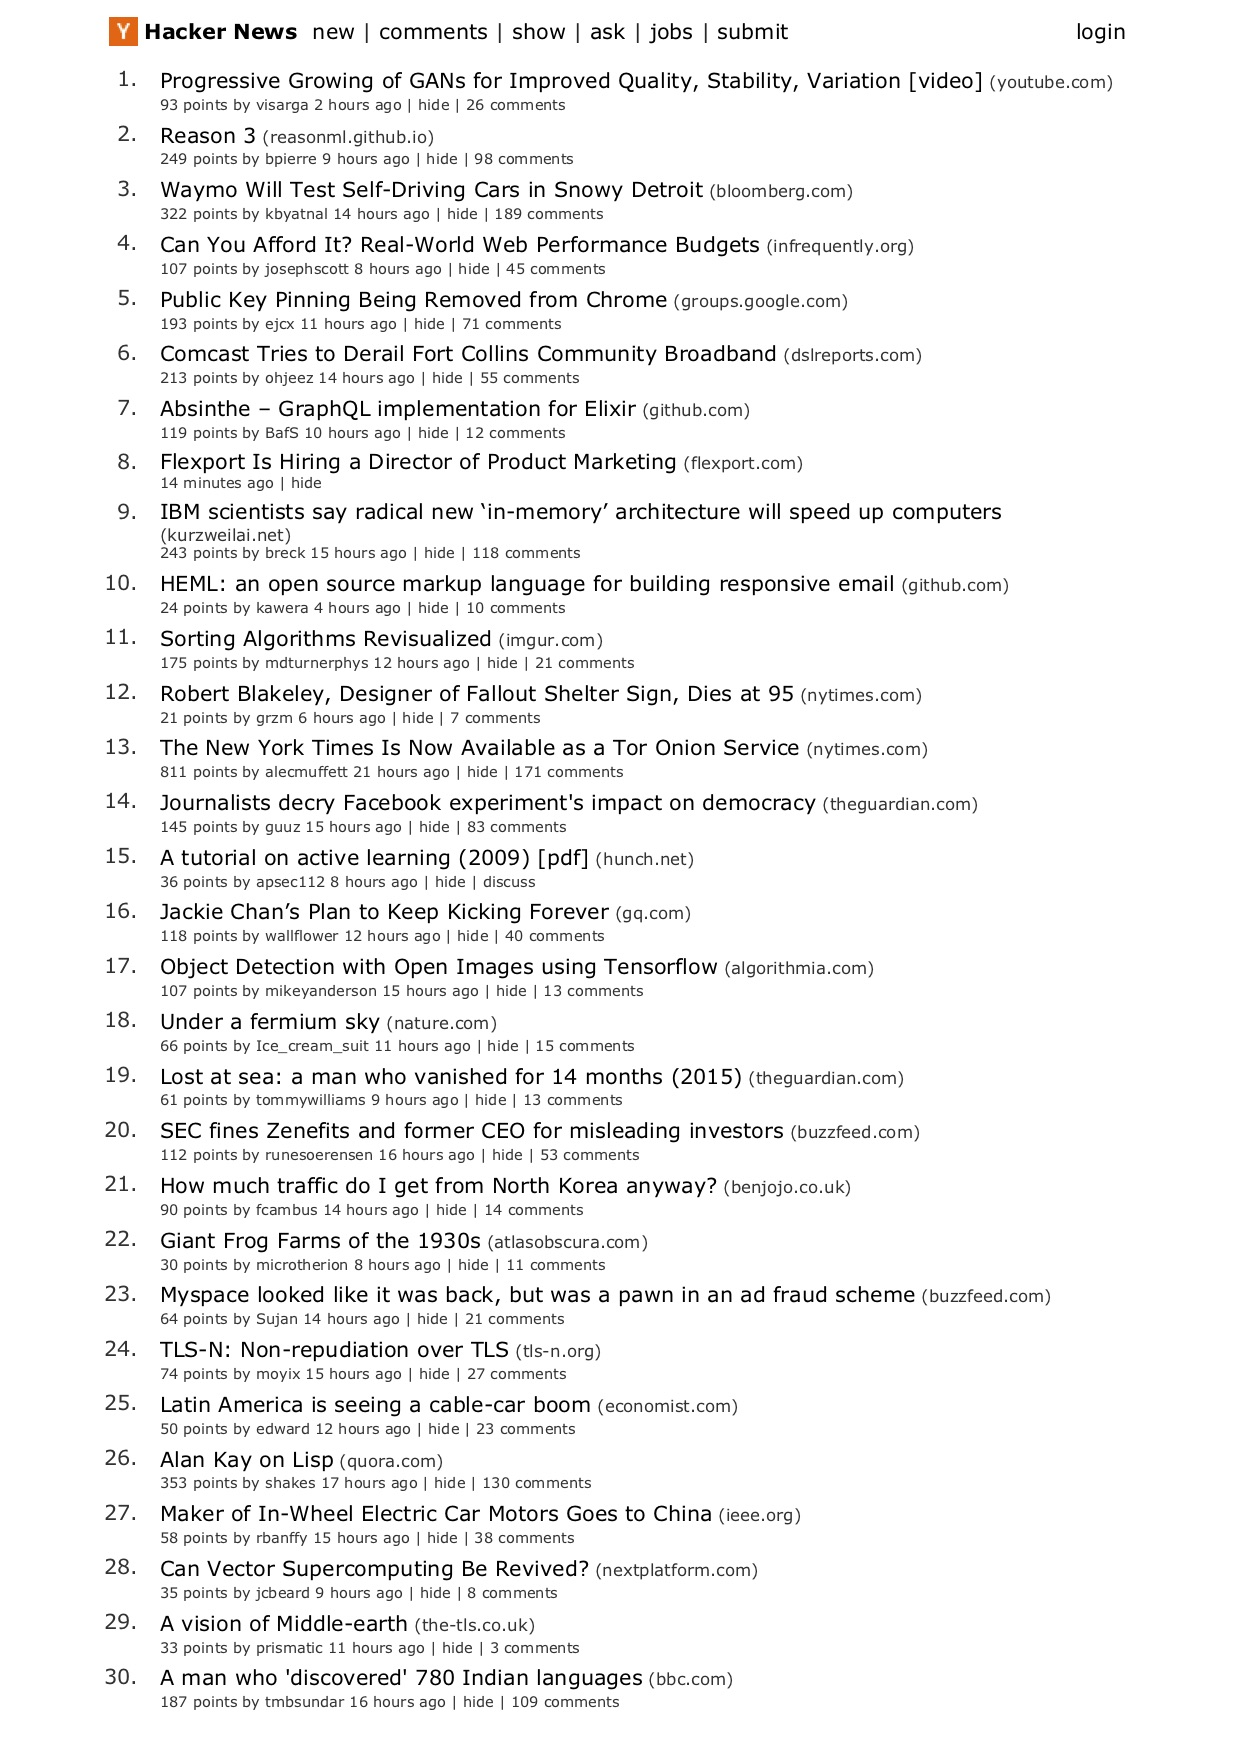 Y Hacker News new | comments | show | ask | jobs | submit login
1. Progressive Growing of GANs for Improved Quality, Stability, Variation [video] (youtube.com)
93 points by visarga 2 hours ago | hide | 26 comments
2. Reason 3 (reasonml.github.io)
249 points by bpierre 9 hours ago | hide | 98 comments
3. Waymo Will Test Self-Driving Cars in Snowy Detroit (bloomberg.com)
322 points by kbyatnal 14 hours ago | hide | 189 comments
4. Can You Afford It? Real-World Web Performance Budgets (infrequently.org)
107 points by josephscott 8 hours ago | hide | 45 comments
5. Public Key Pinning Being Removed from Chrome (groups.google.com)
193 points by ejcx 11 hours ago | hide | 71 comments
6. Comcast Tries to Derail Fort Collins Community Broadband (dslreports.com)
213 points by ohjeez 14 hours ago | hide | 55 comments
7. Absinthe – GraphQL implementation for Elixir (github.com)
119 points by BafS 10 hours ago | hide | 12 comments
8. Flexport Is Hiring a Director of Product Marketing (flexport.com)
14 minutes ago | hide
9. IBM scientists say radical new ‘in-memory’ architecture will speed up computers
(kurzweilai.net)
243 points by breck 15 hours ago | hide | 118 comments
10. HEML: an open source markup language for building responsive email (github.com)
24 points by kawera 4 hours ago | hide | 10 comments
11. Sorting Algorithms Revisualized (imgur.com)
175 points by mdturnerphys 12 hours ago | hide | 21 comments
12. Robert Blakeley, Designer of Fallout Shelter Sign, Dies at 95 (nytimes.com)
21 points by grzm 6 hours ago | hide | 7 comments
13. The New York Times Is Now Available as a Tor Onion Service (nytimes.com)
811 points by alecmuffett 21 hours ago | hide | 171 comments
14. Journalists decry Facebook experiment's impact on democracy (theguardian.com)
145 points by guuz 15 hours ago | hide | 83 comments
15. A tutorial on active learning (2009) [pdf] (hunch.net)
36 points by apsec112 8 hours ago | hide | discuss
16. Jackie Chan’s Plan to Keep Kicking Forever (gq.com)
118 points by wallflower 12 hours ago | hide | 40 comments
17. Object Detection with Open Images using Tensorflow (algorithmia.com)
107 points by mikeyanderson 15 hours ago | hide | 13 comments
18. Under a fermium sky (nature.com)
66 points by Ice_cream_suit 11 hours ago | hide | 15 comments
19. Lost at sea: a man who vanished for 14 months (2015) (theguardian.com)
61 points by tommywilliams 9 hours ago | hide | 13 comments
20. SEC fines Zenefits and former CEO for misleading investors (buzzfeed.com)
112 points by runesoerensen 16 hours ago | hide | 53 comments
21. How much traffic do I get from North Korea anyway? (benjojo.co.uk)
90 points by fcambus 14 hours ago | hide | 14 comments
22. Giant Frog Farms of the 1930s (atlasobscura.com)
30 points by microtherion 8 hours ago | hide | 11 comments
23. Myspace looked like it was back, but was a pawn in an ad fraud scheme (buzzfeed.com)
64 points by Sujan 14 hours ago | hide | 21 comments
24. TLS-N: Non-repudiation over TLS (tls-n.org)
74 points by moyix 15 hours ago | hide | 27 comments
25. Latin America is seeing a cable-car boom (economist.com)
50 points by edward 12 hours ago | hide | 23 comments
26. Alan Kay on Lisp (quora.com)
353 points by shakes 17 hours ago | hide | 130 comments
27. Maker of In-Wheel Electric Car Motors Goes to China (ieee.org)
58 points by rbanffy 15 hours ago | hide | 38 comments
28. Can Vector Supercomputing Be Revived? (nextplatform.com)
35 points by jcbeard 9 hours ago | hide | 8 comments
29. A vision of Middle-earth (the-tls.co.uk)
33 points by prismatic 11 hours ago | hide | 3 comments
30. A man who 'discovered' 780 Indian languages (bbc.com)
187 points by tmbsundar 16 hours ago | hide | 109 comments